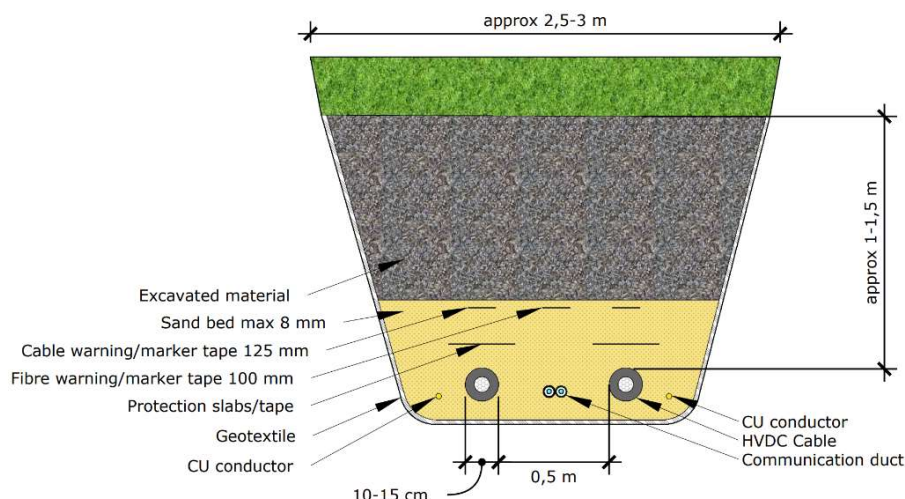 approx 2,5-3 m
approx 1-1,5 m
Excavated material
Sand bed max 8 mm
Cable warning/marker tape 125 mm
Fibre warning/marker tape 100 mm
Protection slabs/tape
Geotextile
CU conductor
CU conductor
HVDC Cable
Communication duct
0,5 m
10-15 cm